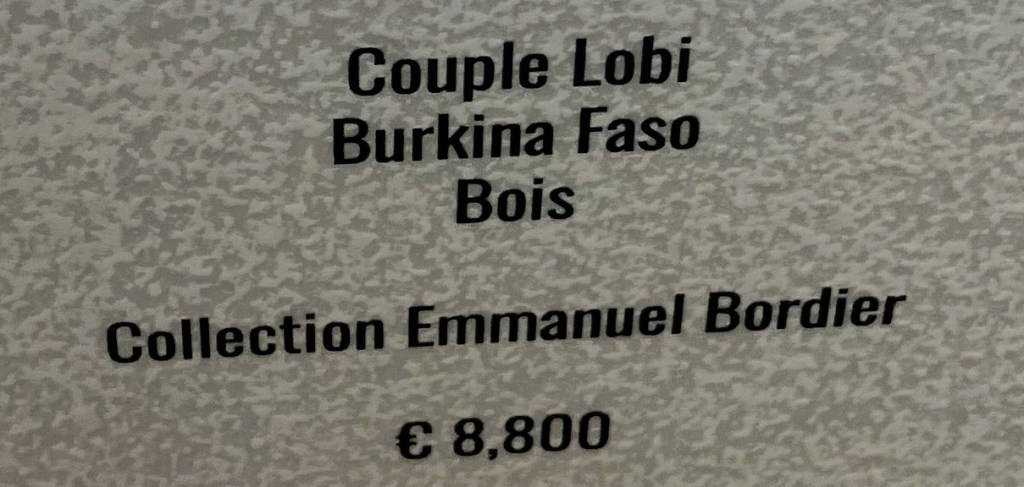 Couple Lobi
Burkina Faso
Bois
Collection Emmanuel Bordier
€ 8,800